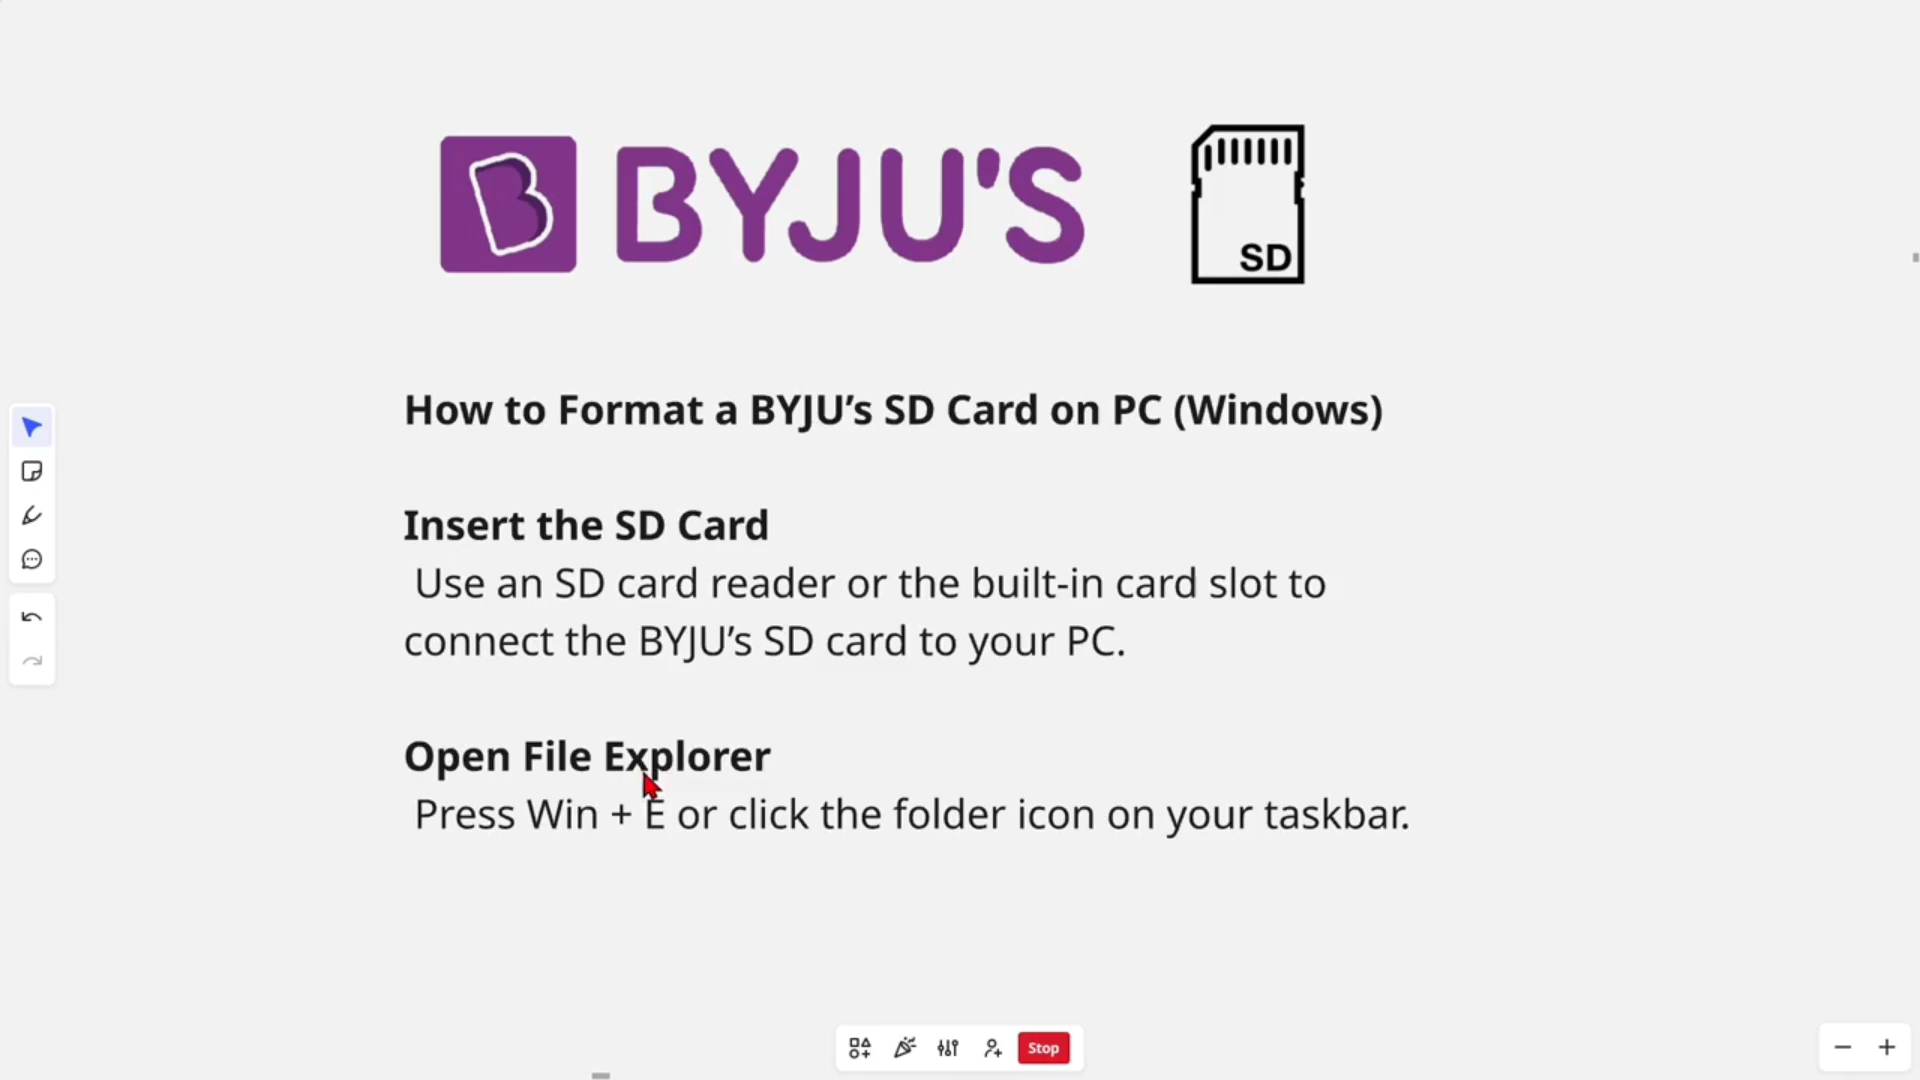 BYJU'S
SD
How to Format a BYJU’s SD Card on PC (Windows)
Insert the SD Card
Use an SD card reader or the built-in card slot to
connect the BYJU’s SD card to your PC.
Open File Explorer
Press Win + E or click the folder icon on your taskbar.
Stop